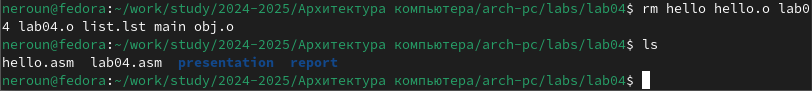 neroun@fedora:~/work/study/2024-2025/Архитектура компьютера/arch-pc/labs/lab04$ rm hello hello.o lab0
4 lab04.o list.lst main obj.o
neroun@fedora:~/work/study/2024-2025/Архитектура компьютера/arch-pc/labs/lab04$ ls
hello.asm  lab04.asm  presentation  report
neroun@fedora:~/work/study/2024-2025/Архитектура компьютера/arch-pc/labs/lab04$